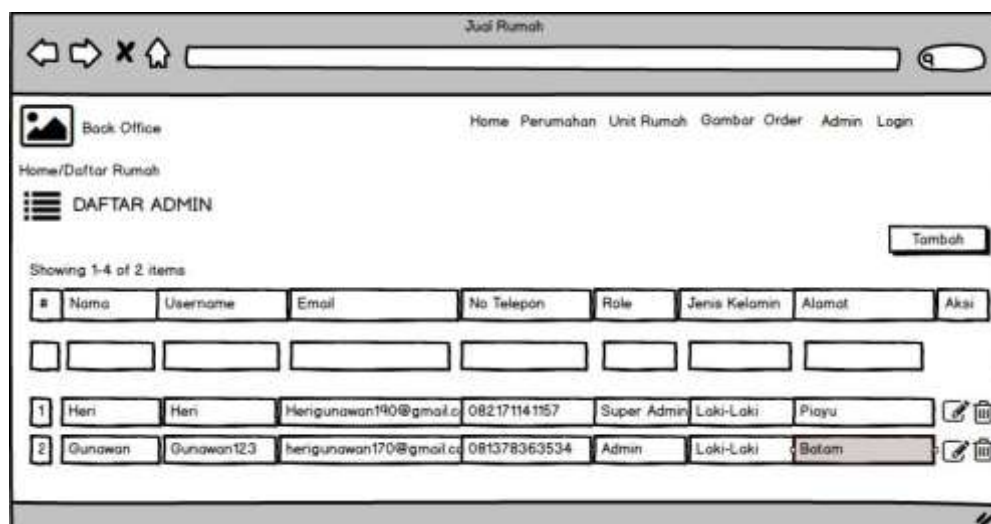 Jual Rumah
Back Office
Home Perumahan Unit Rumah Gambar Order Admin Login
Home/Daftar Rumah
DAFTAR ADMIN
Tambah
Showing 1-4 of 2 items
# Nama Username Email No Telepon Role Jenis Kelamin Alamat Aksi
1 Heri Heri Herigunawan190@gmail.c 082171141157 Super Admin Laki-Laki Piayu
2 Gunawan Gunawan123 herigunawan170@gmail.co 081378363534 Admin Laki-Laki Batam